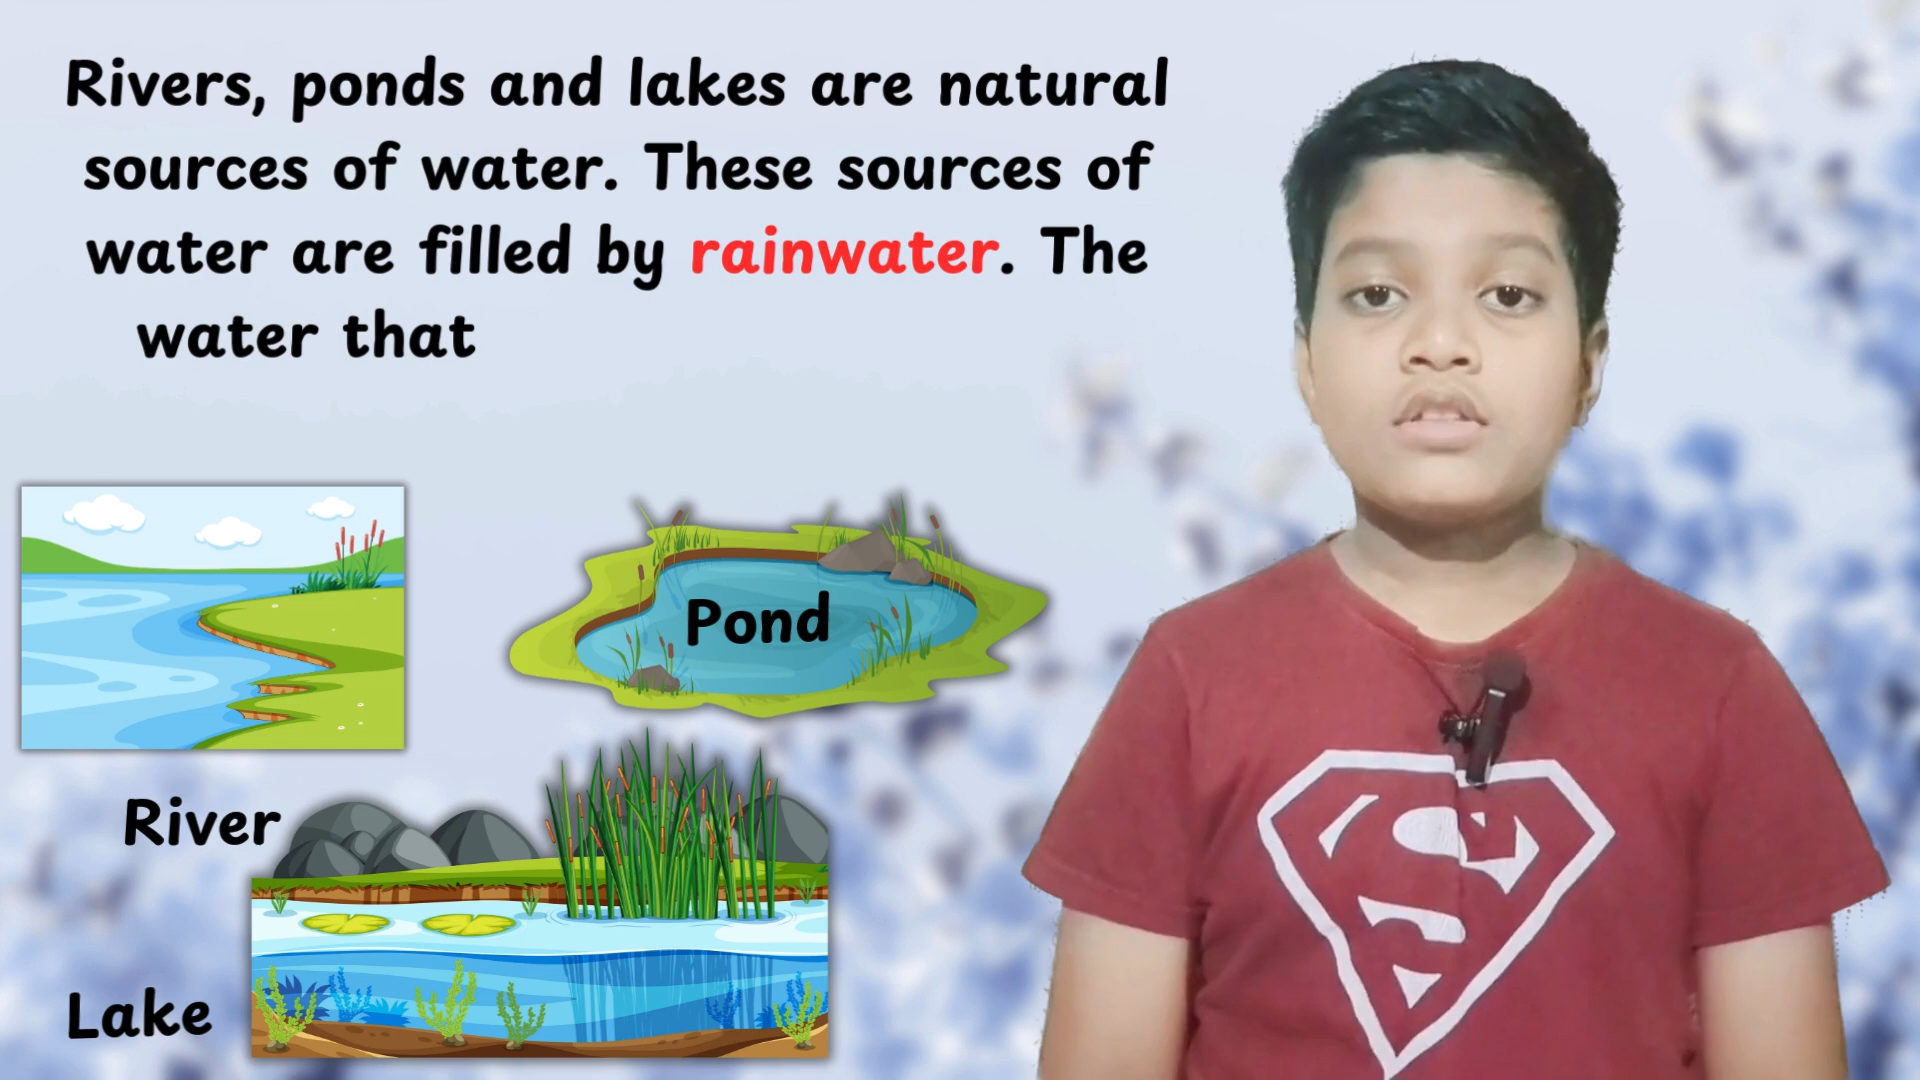 Rivers, ponds and lakes are natural
sources of water. These sources of
water are filled by rainwater. The
water that
Pond
River
Lake